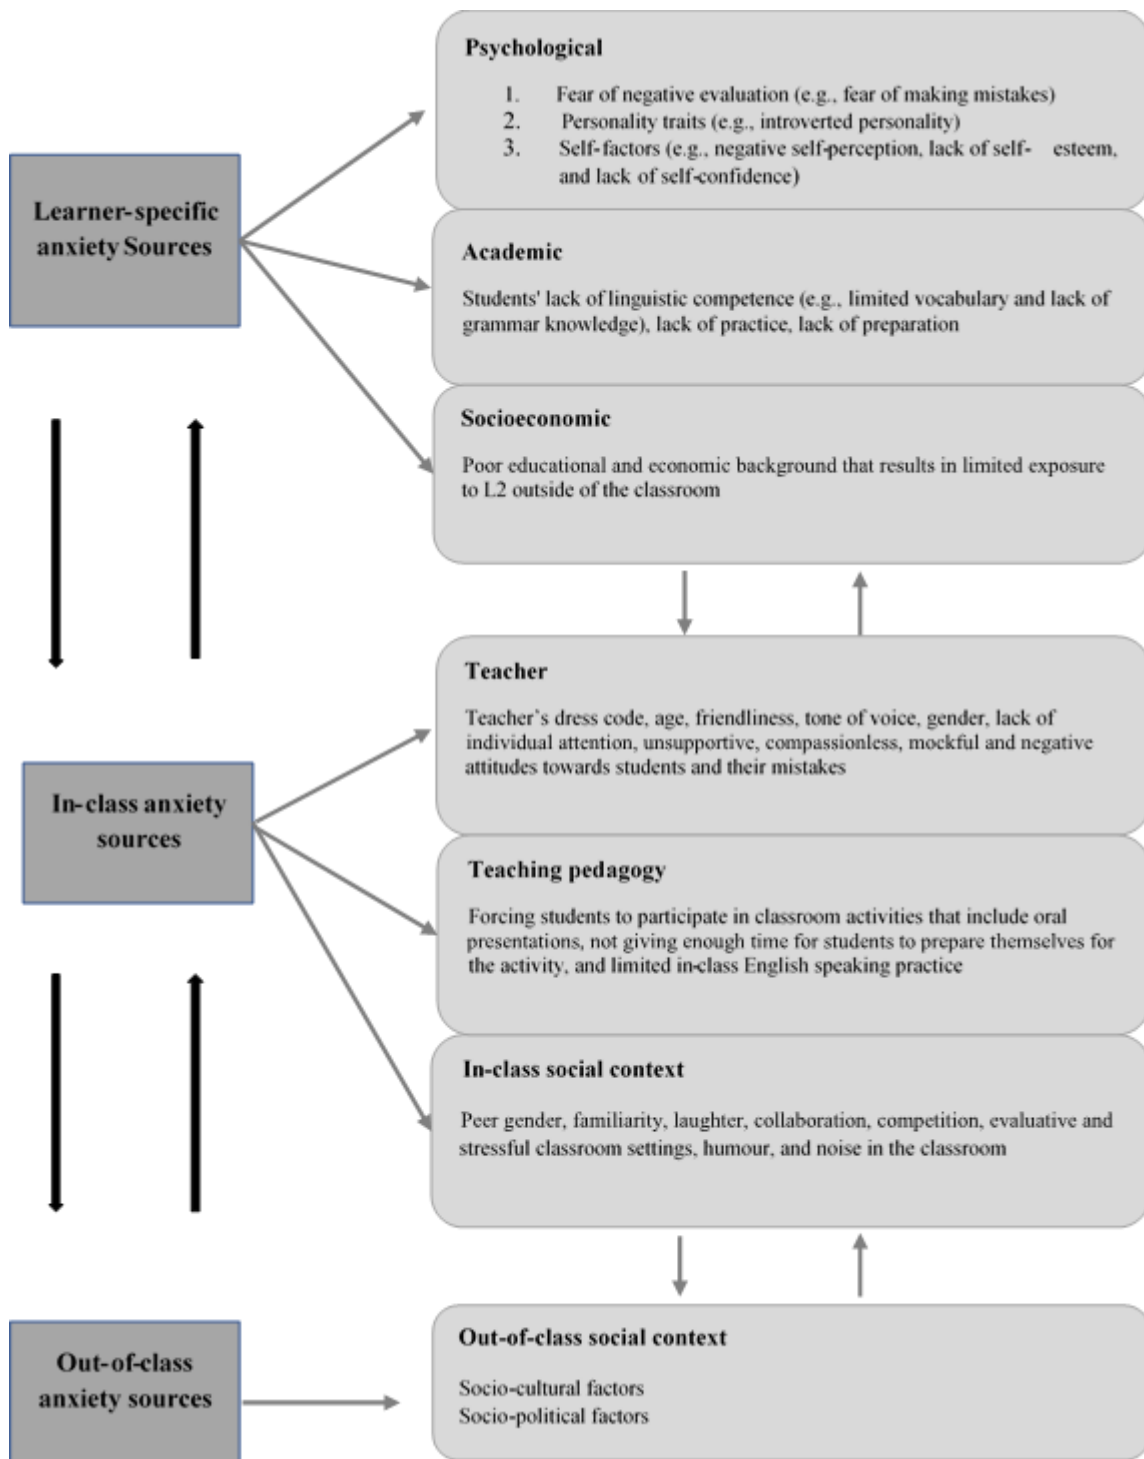 Psychological
1. Fear of negative evaluation (e.g., fear of making mistakes)
2. Personality traits (e.g., introverted personality)
3. Self-factors (e.g., negative self-perception, lack of self- esteem,
and lack of self-confidence)
Learner-specific
anxiety Sources
Academic
Students' lack of linguistic competence (e.g., limited vocabulary and lack of
grammar knowledge), lack of practice, lack of preparation
Socioeconomic
Poor educational and economic background that results in limited exposure
to L2 outside of the classroom
Teacher
Teacher's dress code, age, friendliness, tone of voice, gender, lack of
individual attention, unsupportive, compassionless, mockful and negative
attitudes towards students and their mistakes
In-class anxiety
sources
Teaching pedagogy
Forcing students to participate in classroom activities that include oral
presentations, not giving enough time for students to prepare themselves for
the activity, and limited in-class English speaking practice
In-class social context
Peer gender, familiarity, laughter, collaboration, competition, evaluative and
stressful classroom settings, humour, and noise in the classroom
Out-of-class
anxiety sources
Out-of-class social context
Socio-cultural factors
Socio-political factors